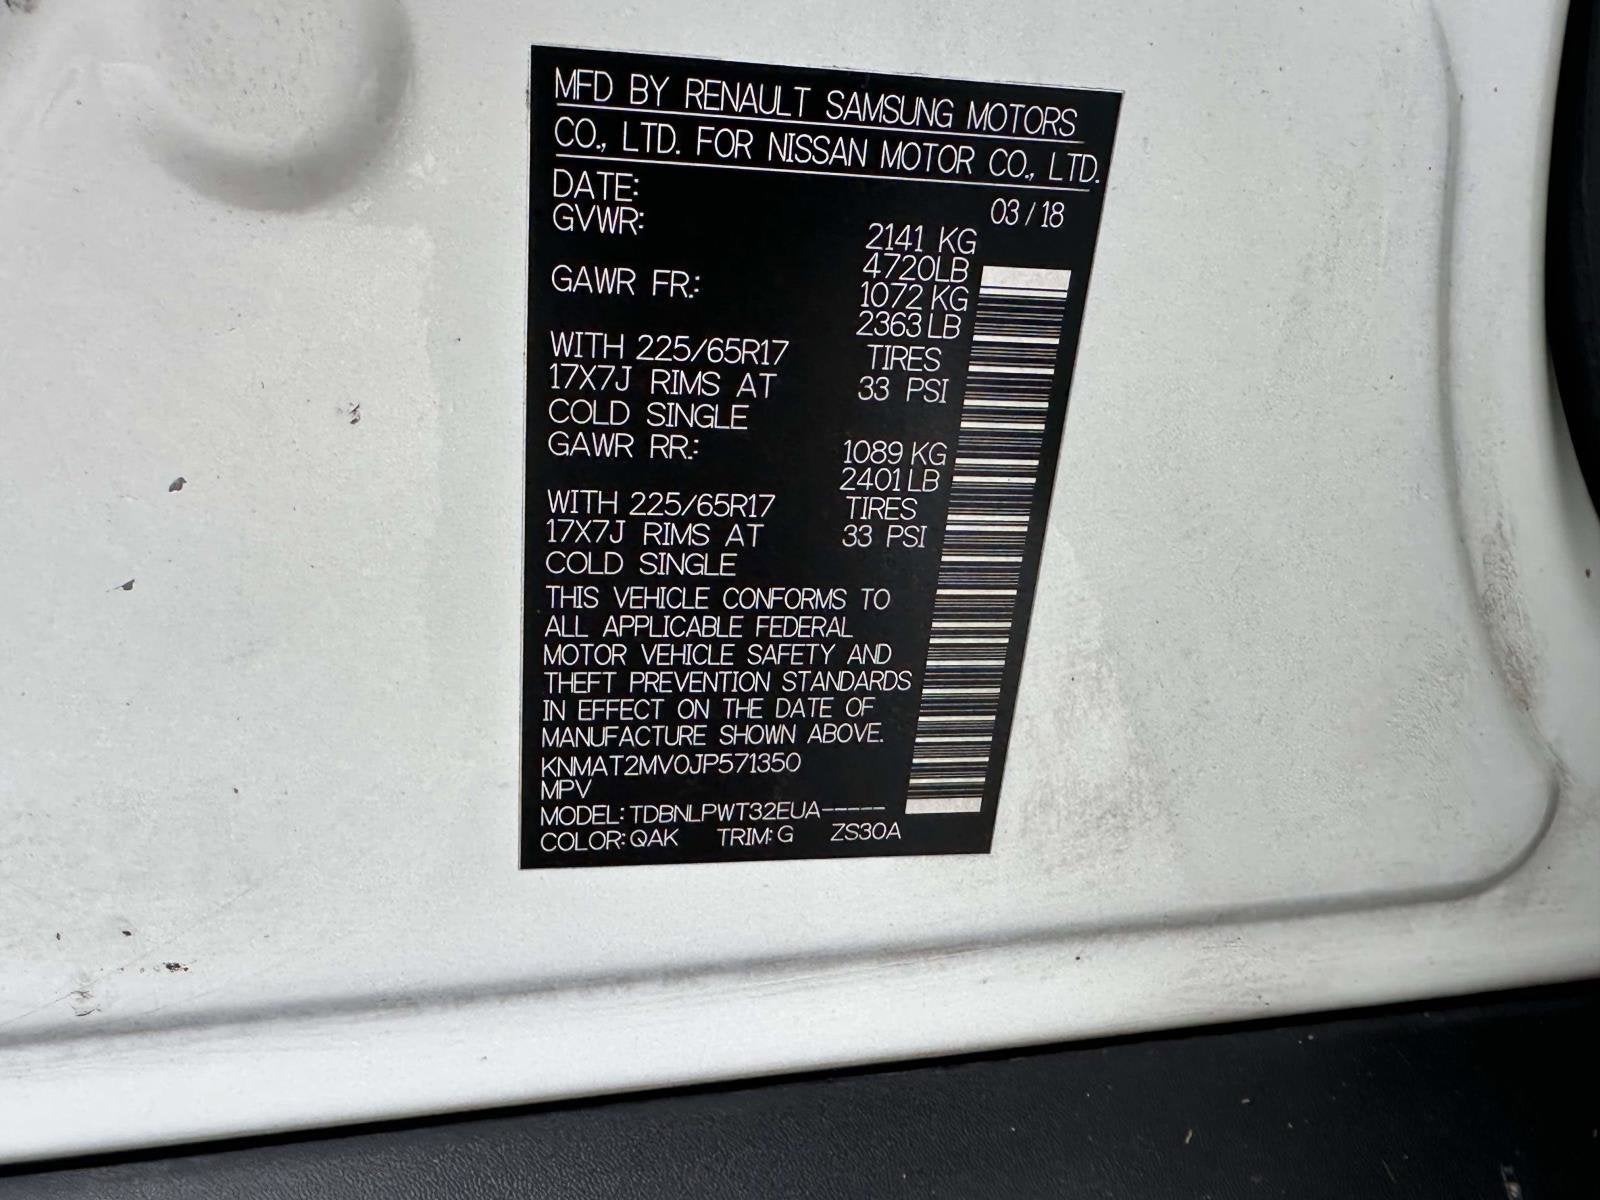 MFD BY RENAULT SAMSUNG MOTORS
CO., LTD. FOR NISSAN MOTOR CO., LTD.
DATE: 03/18
GVWR: 2141 KG
4720LB
GAWR FR.: 1072 KG
2363 LB
WITH 225/65R17 TIRES
17X7J RIMS AT 33 PSI
COLD SINGLE
GAWR RR.: 1089 KG
2401 LB
WITH 225/65R17 TIRES
17X7J RIMS AT 33 PSI
COLD SINGLE
THIS VEHICLE CONFORMS TO
ALL APPLICABLE FEDERAL
MOTOR VEHICLE SAFETY AND
THEFT PREVENTION STANDARDS
IN EFFECT ON THE DATE OF
MANUFACTURE SHOWN ABOVE.
KNMAT2MV0JP571350
MPV
MODEL: TDBNLPWT32EUA-----
COLOR: QAK TRIM: G ZS30A